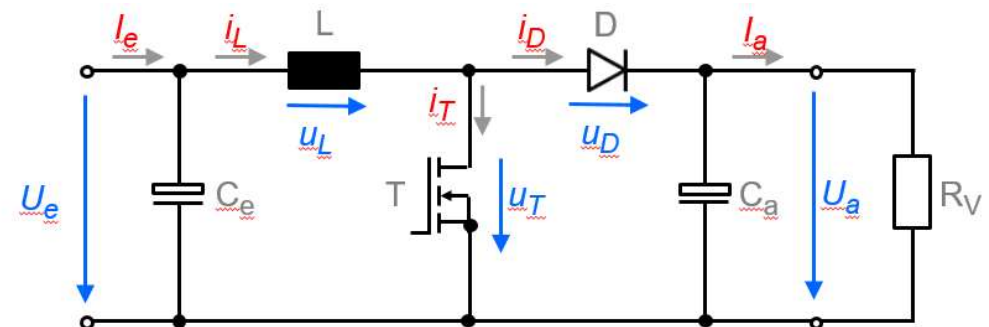 I_e i_L L i_D D I_a
u_L i_T u_D
U_e C_e T u_T C_a U_a R_V